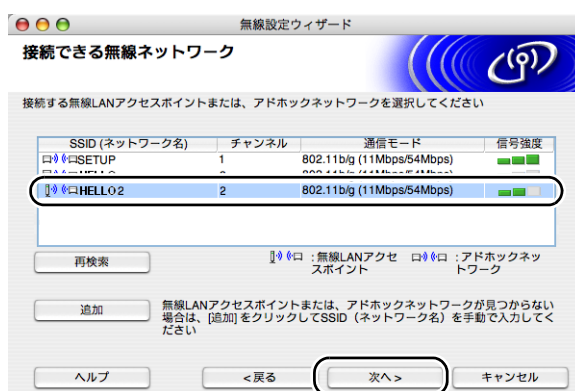 無線設定ウィザード
接続できる無線ネットワーク
接続する無線LANアクセスポイントまたは、アドホックネットワークを選択してください
SSID (ネットワーク名) チャンネル 通信モード 信号強度
SETUP 1 802.11b/g (11Mbps/54Mbps)
HELLO2 2 802.11b/g (11Mbps/54Mbps)
再検索
:無線LANアクセ
スポイント
:アドホックネッ
トワーク
追加
無線LANアクセスポイントまたは、アドホックネットワークが見つからない
場合は、[追加] をクリックしてSSID（ネットワーク名）を手動で入力してく
ださい
ヘルプ <戻る 次へ> キャンセル